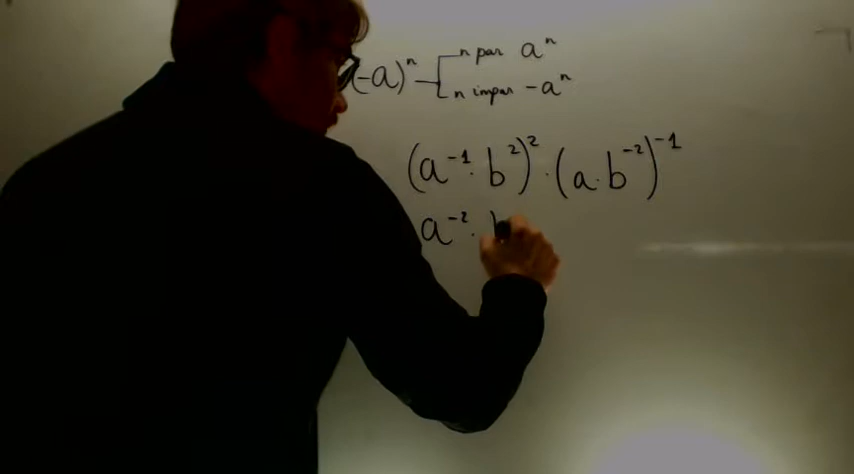 n par aⁿ
(-a)ⁿ
n impar -aⁿ
(a⁻¹·b²)²·(a·b⁻²)⁻¹
a⁻²·